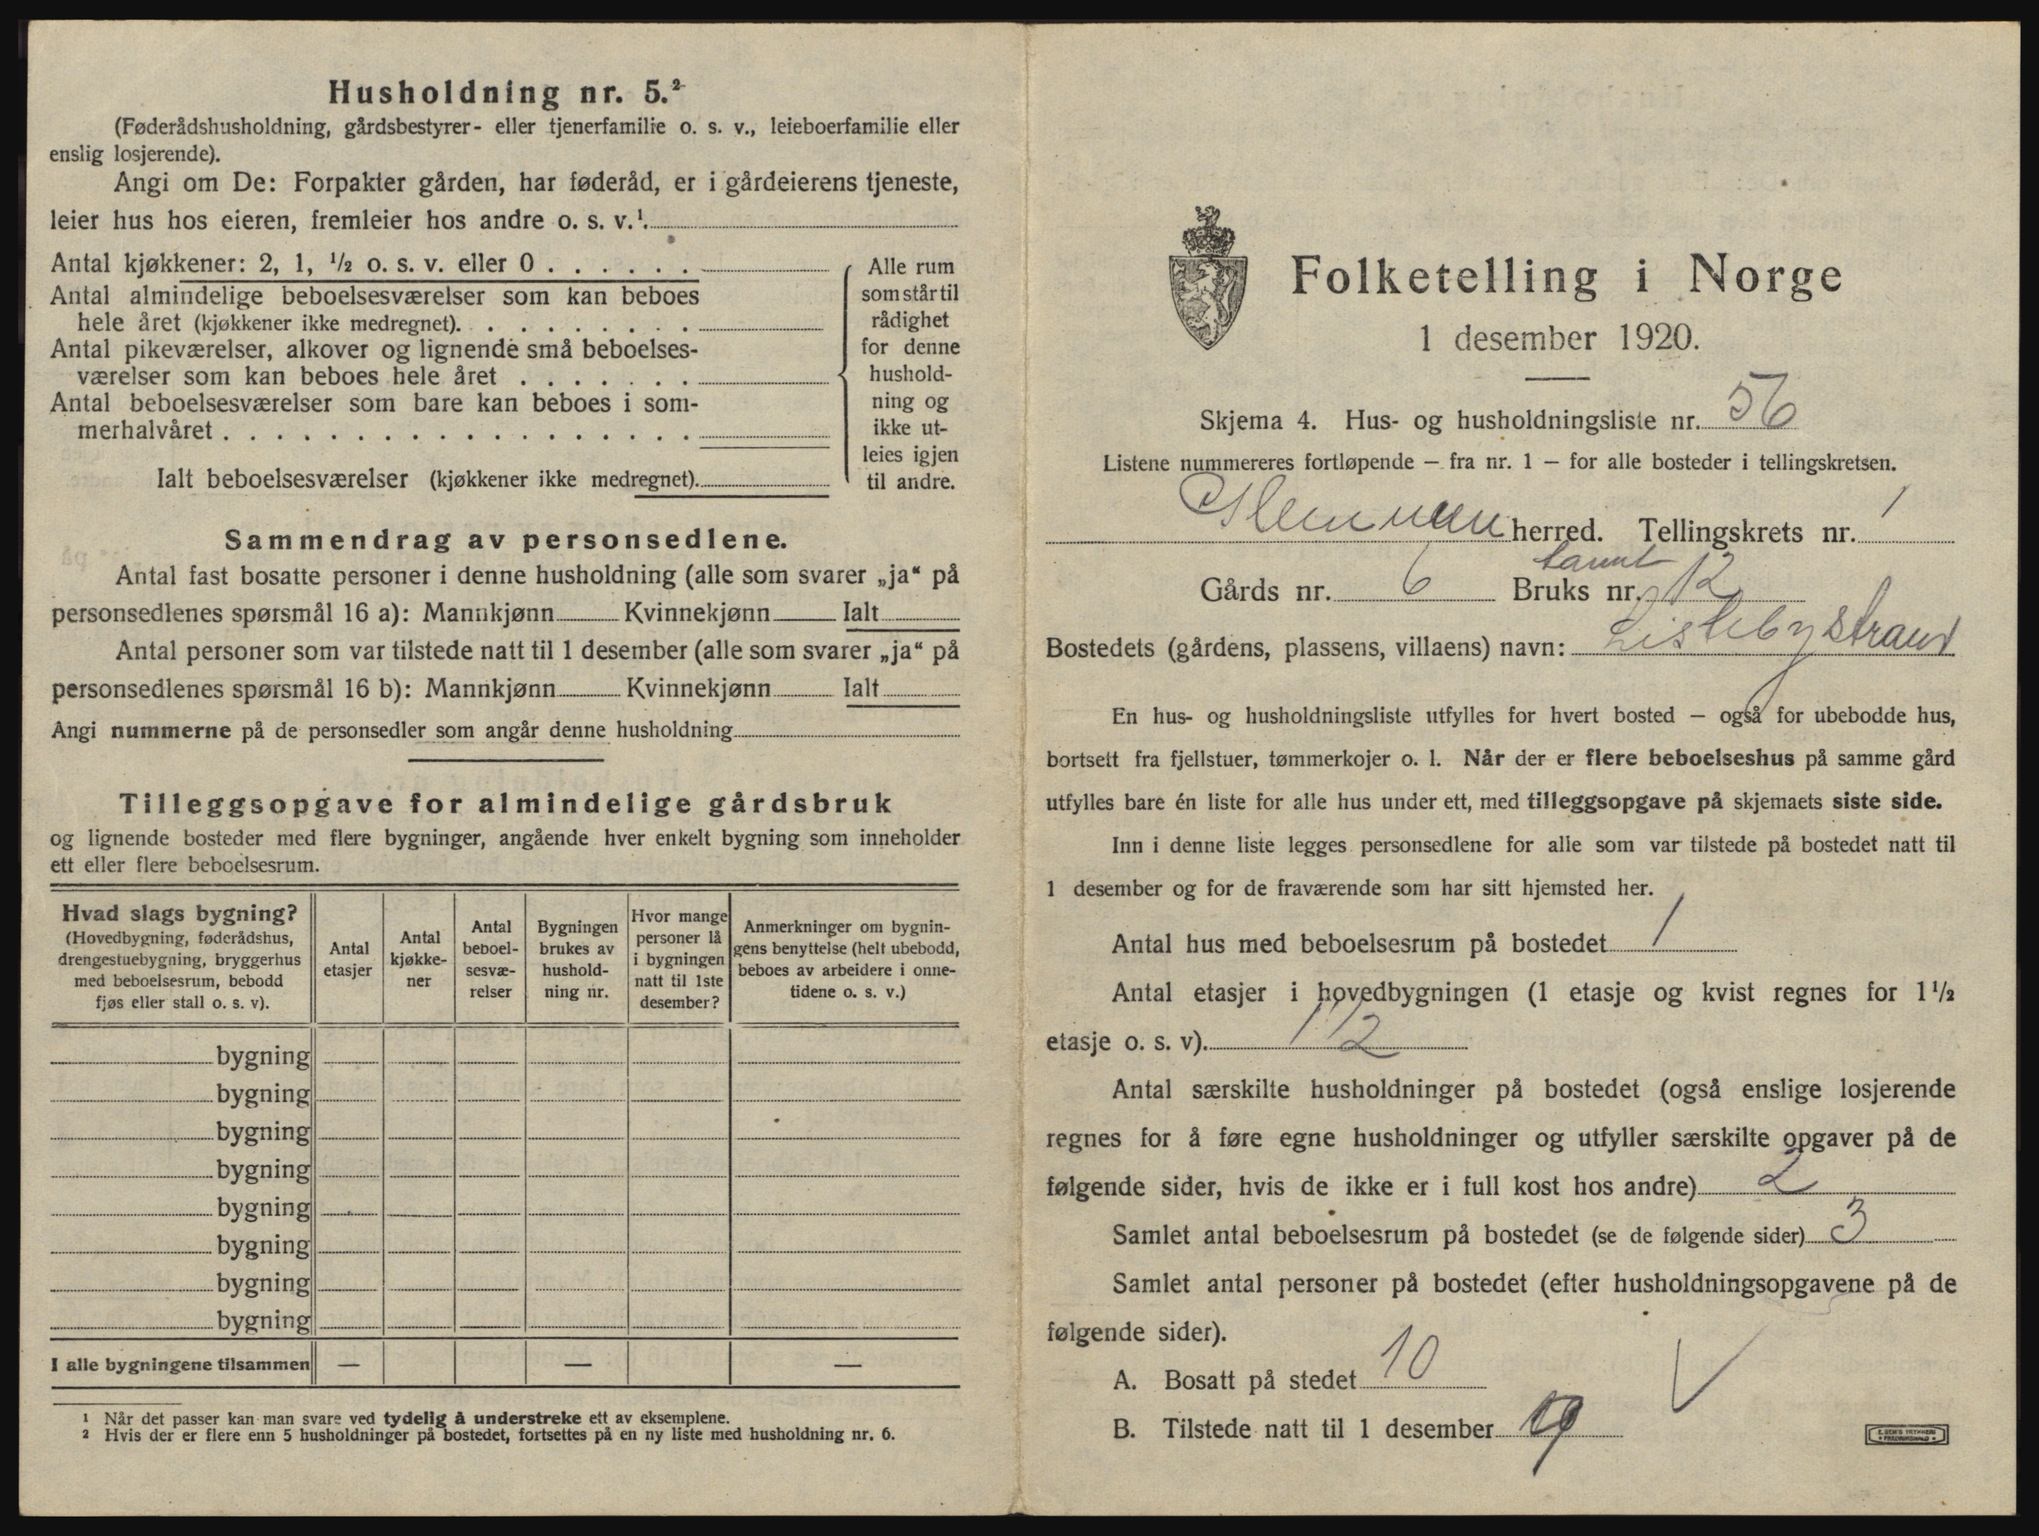 Husholdning nr. 5.²
(Føderådshusholdning, gårdsbestyrer- eller tjenerfamilie o. s. v., leieboerfamilie eller
enslig losjerende).
Angi om De: Forpakter gården, har føderåd, er i gårdeierens tjeneste,
leier hus hos eieren, fremleier hos andre o. s. v.¹.
Antal kjøkkener: 2, 1, ½ o. s. v. eller 0 . . . . . .
Antal almindelige beboelsesværelser som kan beboes
hele året (kjøkkener ikke medregnet). . . . . . . . .
Antal pikeværelser, alkover og lignende små beboelses-
værelser som kan beboes hele året . . . . . . .
Antal beboelsesværelser som bare kan beboes i som-
merhalvåret . . . . . . . . . . . . . . . . . .
Ialt beboelsesværelser (kjøkkener ikke medregnet).
Alle rum
som står til
rådighet
for denne
hushold-
ning og
ikke ut-
leies igjen
til andre.
Sammendrag av personsedlene.
Antal fast bosatte personer i denne husholdning (alle som svarer „ja“ på
personsedlenes spørsmål 16 a): Mannkjønn Kvinnekjønn Ialt
Antal personer som var tilstede natt til 1 desember (alle som svarer „ja“ på
personsedlenes spørsmål 16 b): Mannkjønn Kvinnekjønn Ialt
Angi nummerne på de personsedler som angår denne husholdning
Tilleggsopgave for almindelige gårdsbruk
og lignende bosteder med flere bygninger, angående hver enkelt bygning som inneholder
ett eller flere beboelsesrum.
Hvad slags bygning?
(Hovedbygning, føderådshus,
drengestuebygning, bryggerhus
med beboelsesrum, bebodd
fjøs eller stall o. s. v).
Antal
etasjer
Antal
kjøkke-
ner
Antal
beboel-
sesvæ-
relser
Bygningen
brukes av
hushold-
ning nr.
Hvor mange
personer lå
i bygningen
natt til 1ste
desember?
Anmerkninger om bygnin-
gens benyttelse (helt ubebodd,
beboes av arbeidere i onne-
tidene o. s. v.)
bygning
bygning
bygning
bygning
bygning
bygning
bygning
bygning
I alle bygningene tilsammen — — —
¹ Når det passer kan man svare ved tydelig å understreke ett av eksemplene.
² Hvis der er flere enn 5 husholdninger på bostedet, fortsettes på en ny liste med husholdning nr. 6.
Folketelling i Norge
1 desember 1920.
Skjema 4. Hus- og husholdningsliste nr. 56
Listene nummereres fortløpende — fra nr. 1 — for alle bosteder i tellingskretsen.
Glemmen herred. Tellingskrets nr. 1
Gårds nr. 6 Bruks nr. 12
Bostedets (gårdens, plassens, villaens) navn: Lislebystrand
En hus- og husholdningsliste utfylles for hvert bosted — også for ubebodde hus,
bortsett fra fjellstuer, tømmerkojer o. l. Når der er flere beboelseshus på samme gård
utfylles bare én liste for alle hus under ett, med tilleggsopgave på skjemaets siste side.
Inn i denne liste legges personsedlene for alle som var tilstede på bostedet natt til
1 desember og for de fraværende som har sitt hjemsted her.
Antal hus med beboelsesrum på bostedet 1
Antal etasjer i hovedbygningen (1 etasje og kvist regnes for 1½
etasje o. s. v). 1 1/2
Antal særskilte husholdninger på bostedet (også enslige losjerende
regnes for å føre egne husholdninger og utfyller særskilte opgaver på de
følgende sider, hvis de ikke er i full kost hos andre) 2
Samlet antal beboelsesrum på bostedet (se de følgende sider) 3
Samlet antal personer på bostedet (efter husholdningsopgavene på de
følgende sider).
A. Bosatt på stedet 10
B. Tilstede natt til 1 desember 9